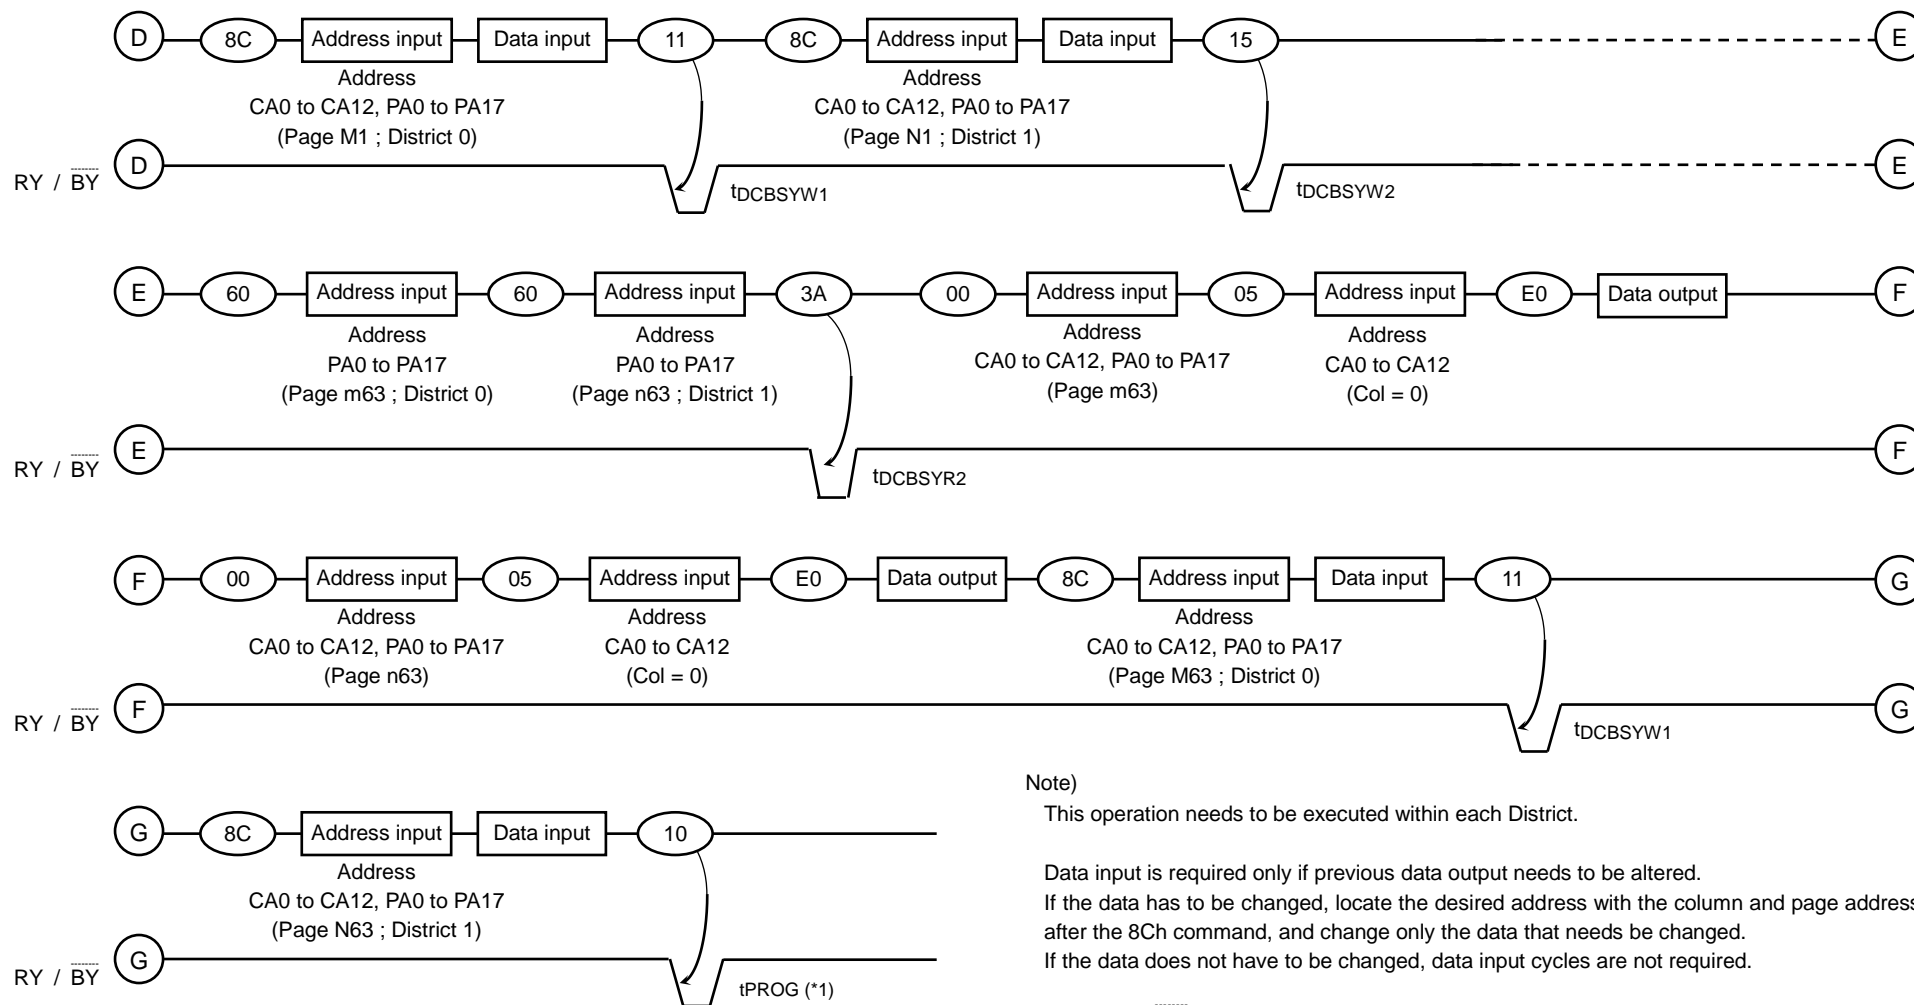 D 8C Address input Data input 11 8C Address input Data input 15 E
Address Address
CA0 to CA12, PA0 to PA17 CA0 to CA12, PA0 to PA17
(Page M1 ; District 0) (Page N1 ; District 1)
RY / BY D tDCBSYW1 tDCBSYW2 E
E 60 Address input 60 Address input 3A 00 Address input 05 Address input E0 Data output F
Address Address Address Address
PA0 to PA17 PA0 to PA17 CA0 to CA12, PA0 to PA17 CA0 to CA12
(Page m63 ; District 0) (Page n63 ; District 1) (Page m63) (Col = 0)
RY / BY E tDCBSYR2 F
F 00 Address input 05 Address input E0 Data output 8C Address input Data input 11 G
Address Address Address
CA0 to CA12, PA0 to PA17 CA0 to CA12 CA0 to CA12, PA0 to PA17
(Page n63) (Col = 0) (Page M63 ; District 0)
RY / BY F tDCBSYW1 G
G 8C Address input Data input 10
Address
CA0 to CA12, PA0 to PA17
(Page N63 ; District 1)
RY / BY G tPROG (*1)
Note)
This operation needs to be executed within each District.
Data input is required only if previous data output needs to be altered.
If the data has to be changed, locate the desired address with the column and page address
after the 8Ch command, and change only the data that needs be changed.
If the data does not have to be changed, data input cycles are not required.